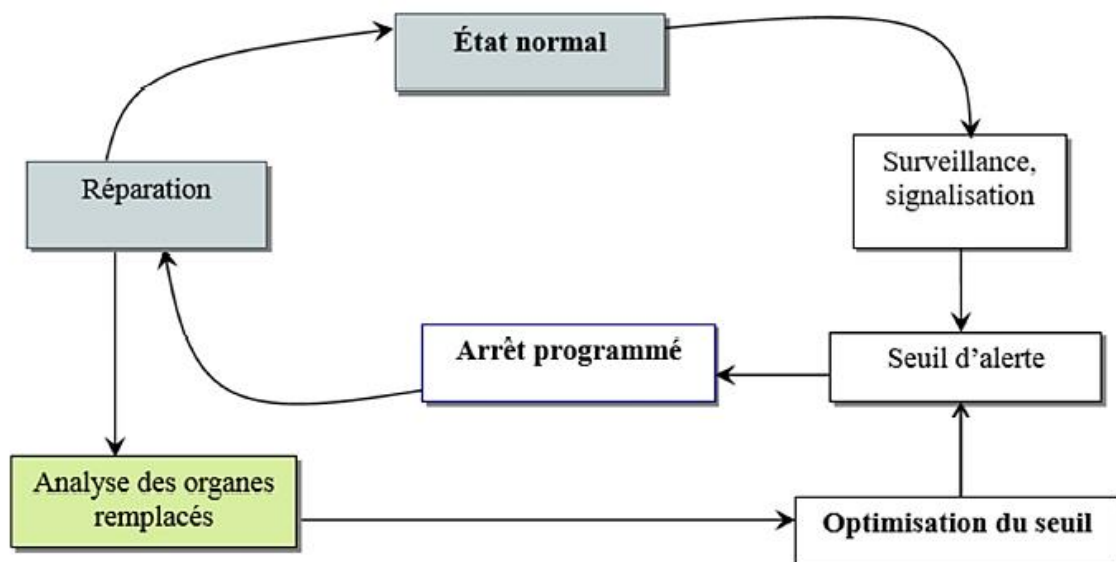 État normal
Réparation
Surveillance,
signalisation
Arrêt programmé
Seuil d’alerte
Analyse des organes
remplacés
Optimisation du seuil